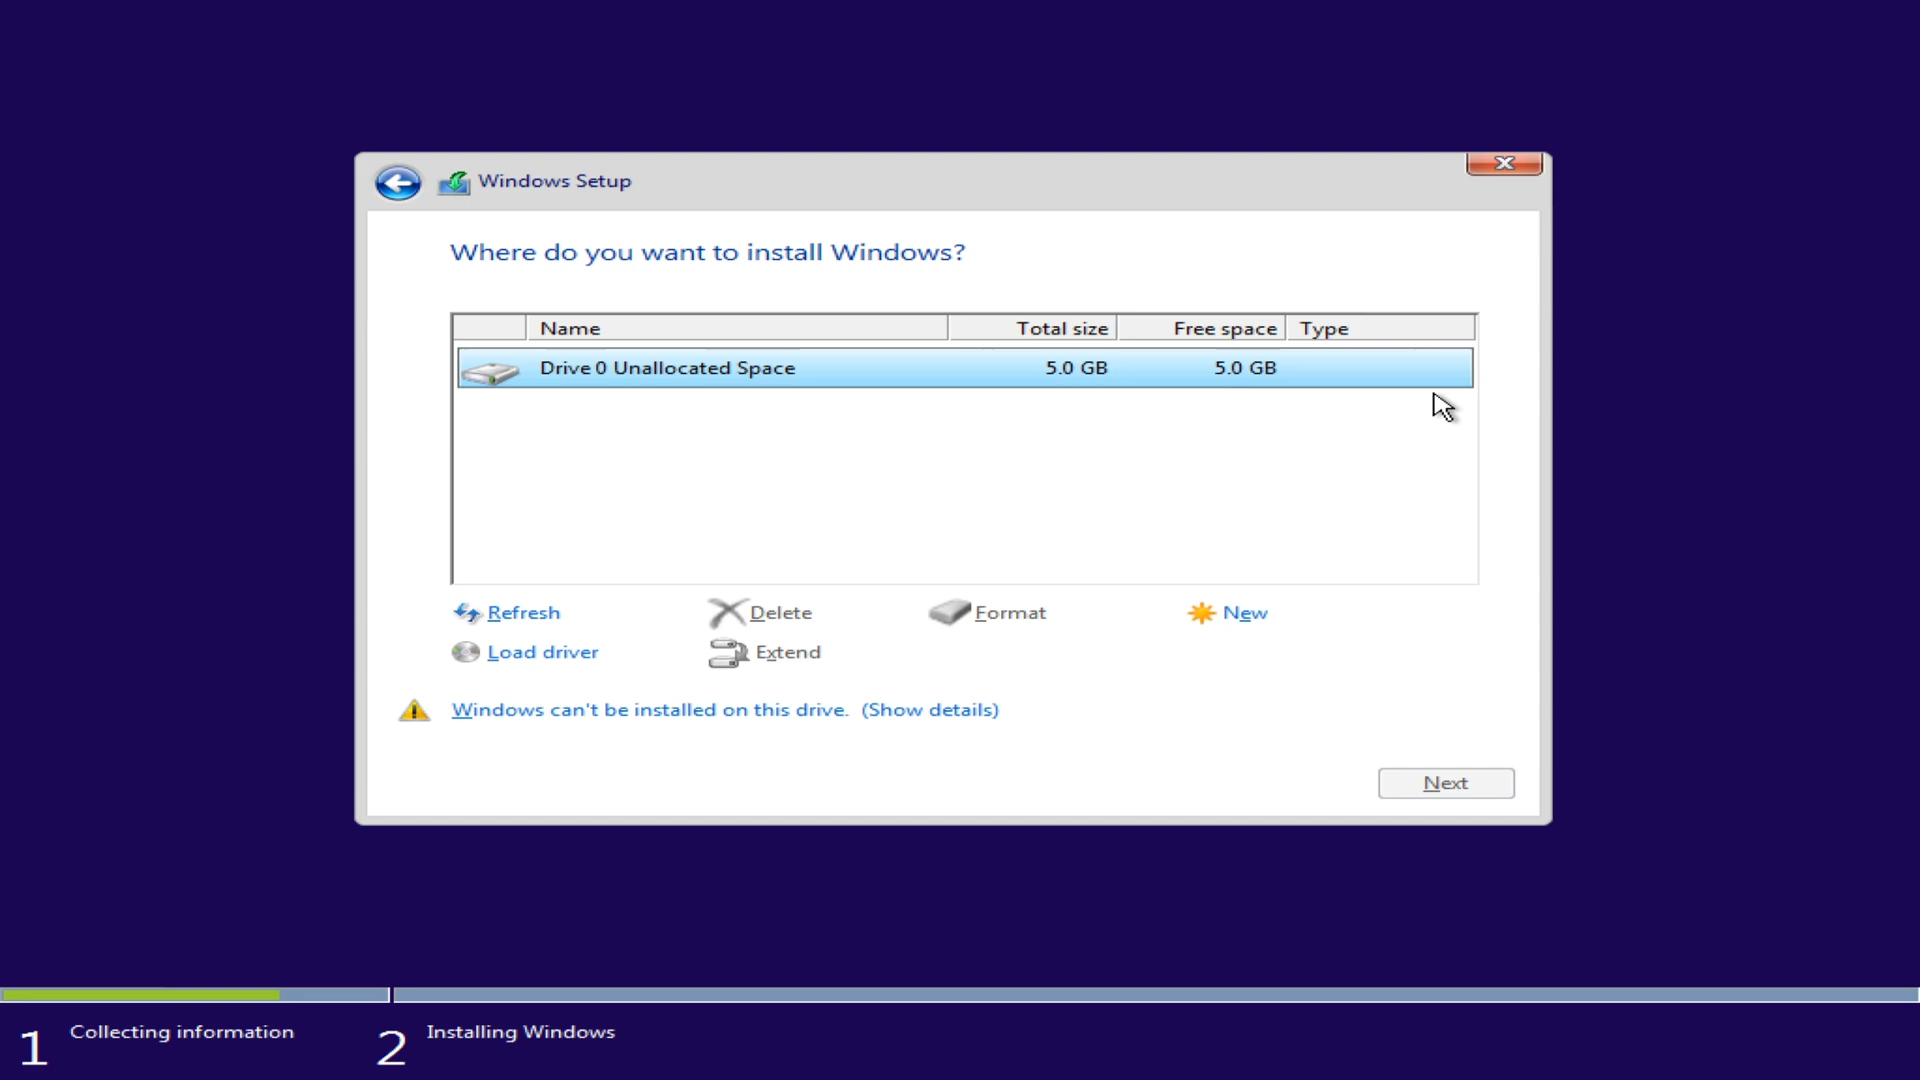 Windows Setup
Where do you want to install Windows?
Name Total size Free space Type
Drive 0 Unallocated Space 5.0 GB 5.0 GB
Refresh Delete Format New
Load driver Extend
Windows can't be installed on this drive. (Show details)
Next
1 Collecting information 2 Installing Windows